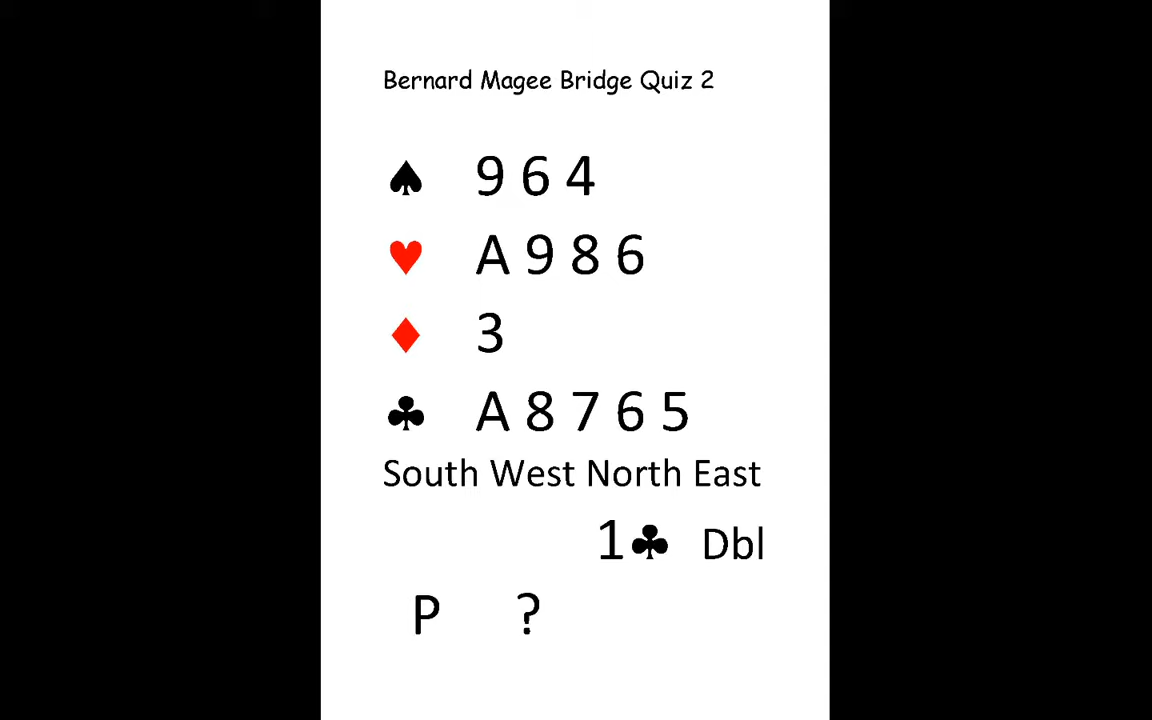 Bernard Magee Bridge Quiz 2
♠ 9 6 4
♥ A 9 8 6
♦ 3
♣ A 8 7 6 5
South West North East
1♣ Dbl
P ?